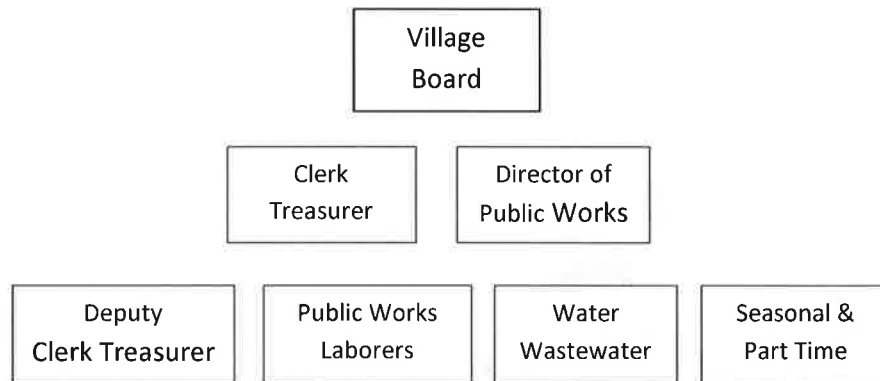 Village
Board
Clerk
Treasurer
Director of
Public Works
Deputy
Clerk Treasurer
Public Works
Laborers
Water
Wastewater
Seasonal &
Part Time